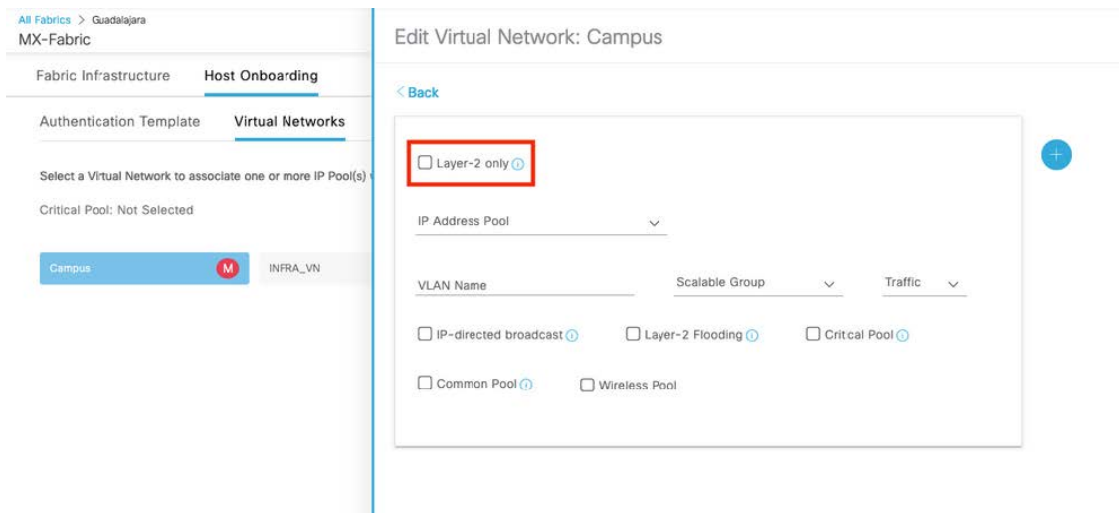 All Fabrics > Guadalajara
MX-Fabric
Fabric Infrastructure Host Onboarding
Authentication Template Virtual Networks
Select a Virtual Network to associate one or more IP Pool(s)
Critical Pool: Not Selected
Campus M INFRA_VN
Edit Virtual Network: Campus
< Back
Layer-2 only
IP Address Pool
VLAN Name Scalable Group Traffic
IP-directed broadcast Layer-2 Flooding Critcal Pool
Common Pool Wireless Pool